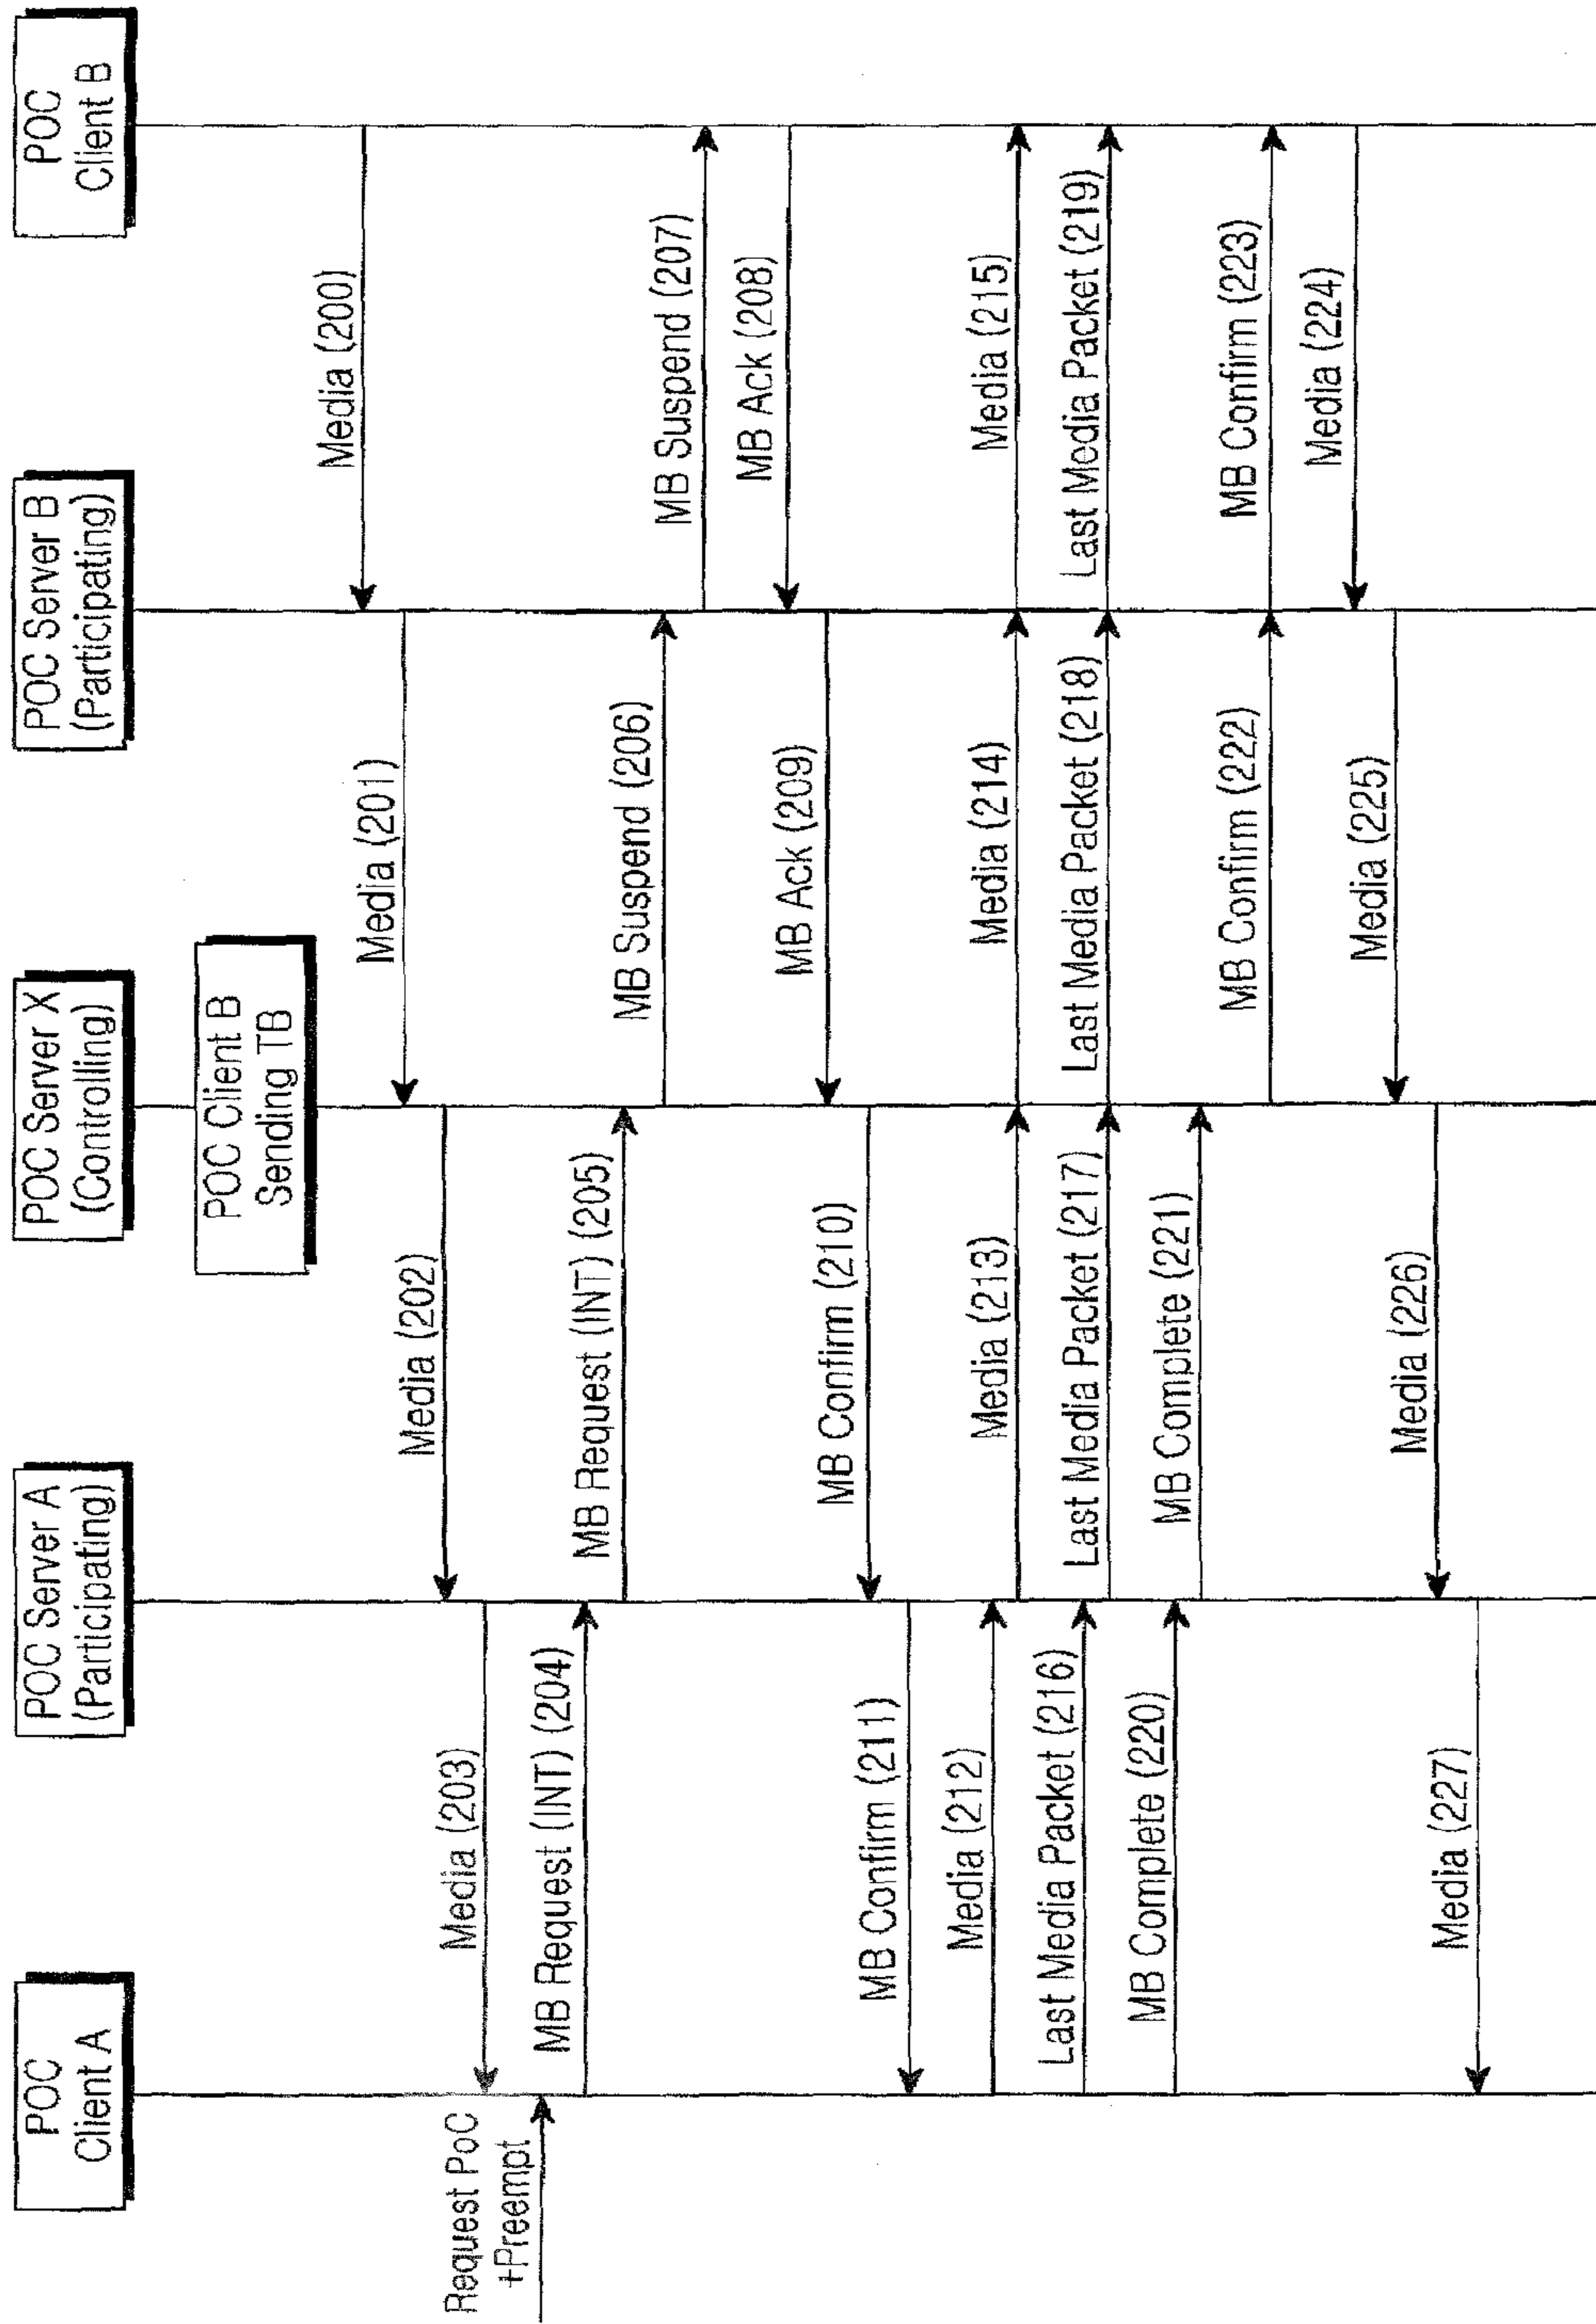 POC
Client A
POC Server A
(Participating)
POC Server X
(Controlling)
POC Server B
(Participating)
POC
Client B
POC Client B
Sending TB
Media (200)
Media (201)
Media (202)
Media (203)
Request PoC
+Preempt
MB Request (INT) (204)
MB Request (INT) (205)
MB Suspend (206)
MB Suspend (207)
MB Ack (208)
MB Ack (209)
MB Confirm (210)
MB Confirm (211)
Media (212)
Media (213)
Media (214)
Media (215)
Last Media Packet (216)
Last Media Packet (217)
Last Media Packet (218)
Last Media Packet (219)
MB Complete (220)
MB Complete (221)
MB Confirm (222)
MB Confirm (223)
Media (224)
Media (225)
Media (226)
Media (227)